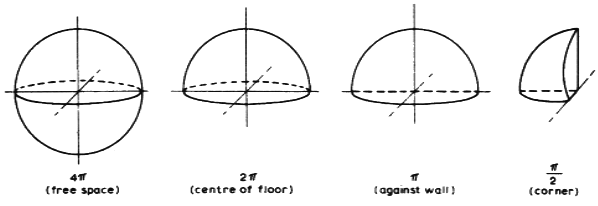 4π
(free space)
2π
(centre of floor)
π
(against wall)
π
2
(corner)